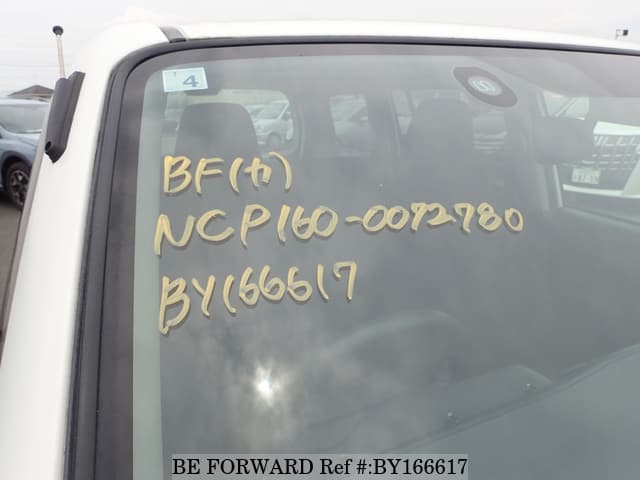 4
BF(カ)
NCP160-0072780
BY166617
BE FORWARD Ref #:BY166617